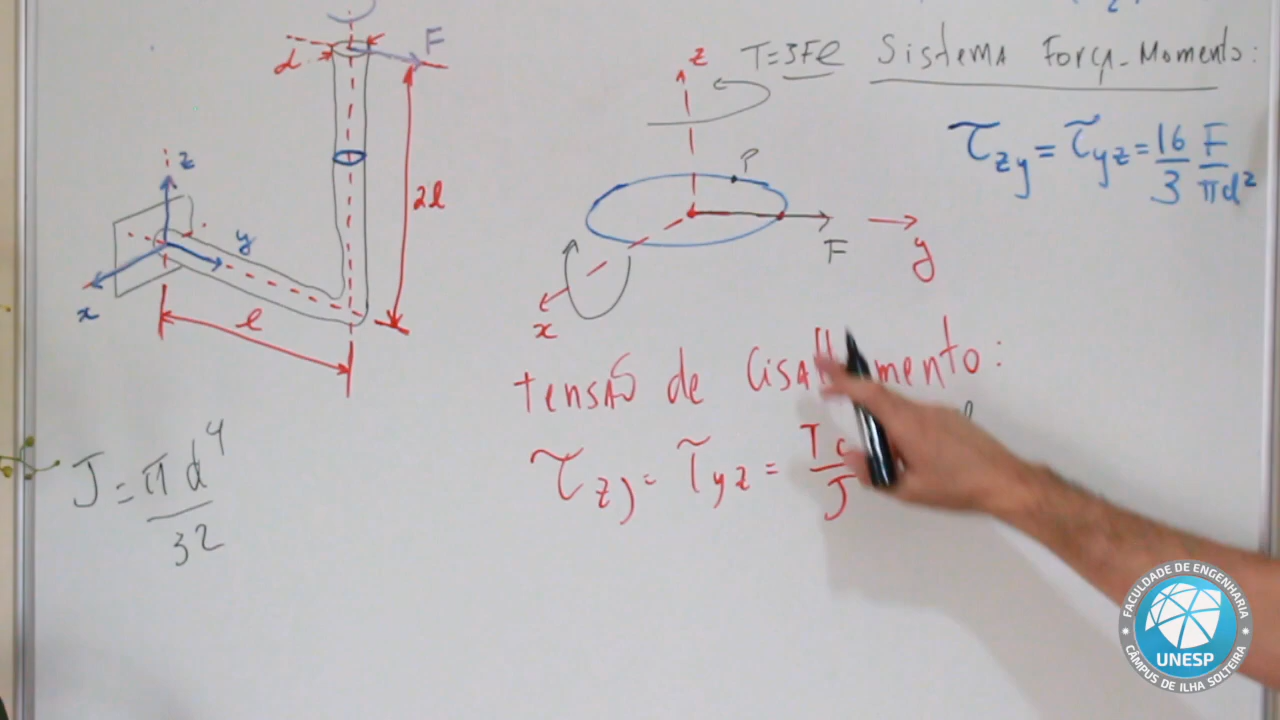 T=3Fl Sistema Força-Momento:
τzy = τyz = 16/3 F/πd²
d
F
z
P
2l
z
y
x
F
y
x
l
tensão de Cisalhamento:
τzy = τyz = T c/J
J = πd⁴/32
FACULDADE DE ENGENHARIA
UNESP
CÂMPUS DE ILHA SOLTEIRA